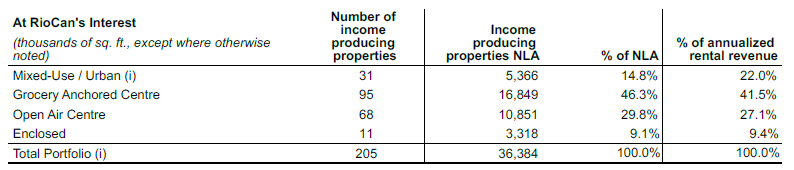 At RioCan's Interest
(thousands of sq. ft., except where otherwise noted)
Number of income producing properties
Income producing properties NLA
% of NLA
% of annualized rental revenue
Mixed-Use / Urban (i) 31 5,366 14.8% 22.0%
Grocery Anchored Centre 95 16,849 46.3% 41.5%
Open Air Centre 68 10,851 29.8% 27.1%
Enclosed 11 3,318 9.1% 9.4%
Total Portfolio (i) 205 36,384 100.0% 100.0%